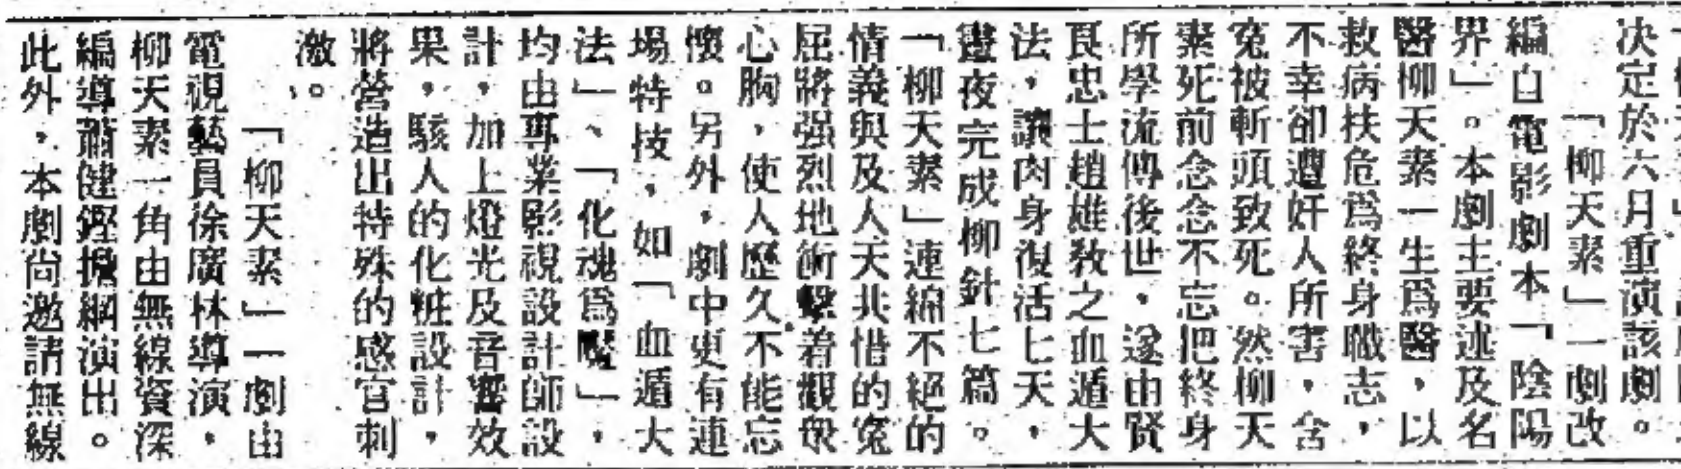 決定於六月重演該劇。
「柳天素」一劇改
編自電影劇本「陰陽
界」。本劇主要述及名
醫柳天素一生爲醫，以
救病扶危爲終身職志，
不幸卻遭奸人所害，含
寃被斬頭致死。然柳天
素死前念念不忘把終身
所學流傳後世，遂由賢
良忠士趙雄敎之血遁大
法，讓肉身復活七天，
晝夜完成柳針七篇。
「柳天素」連綿不絕的
情義與及人天共惜的寃
屈將强烈地衝擊着觀衆
心胸，使人歷久不能忘
懷。另外，劇中更有連
場特技，如「血遁大
法」、「化魂爲醫」，
均由專業影視設計師設
計，加上燈光及音響效
果，駭人的化粧設計，
將營造出特殊的感官刺
激。
「柳天素」一劇由
電視藝員徐廣林導演，
柳天素一角由無線資深
編導蕭健鏗擔綱演出。
此外，本劇尚邀請無線